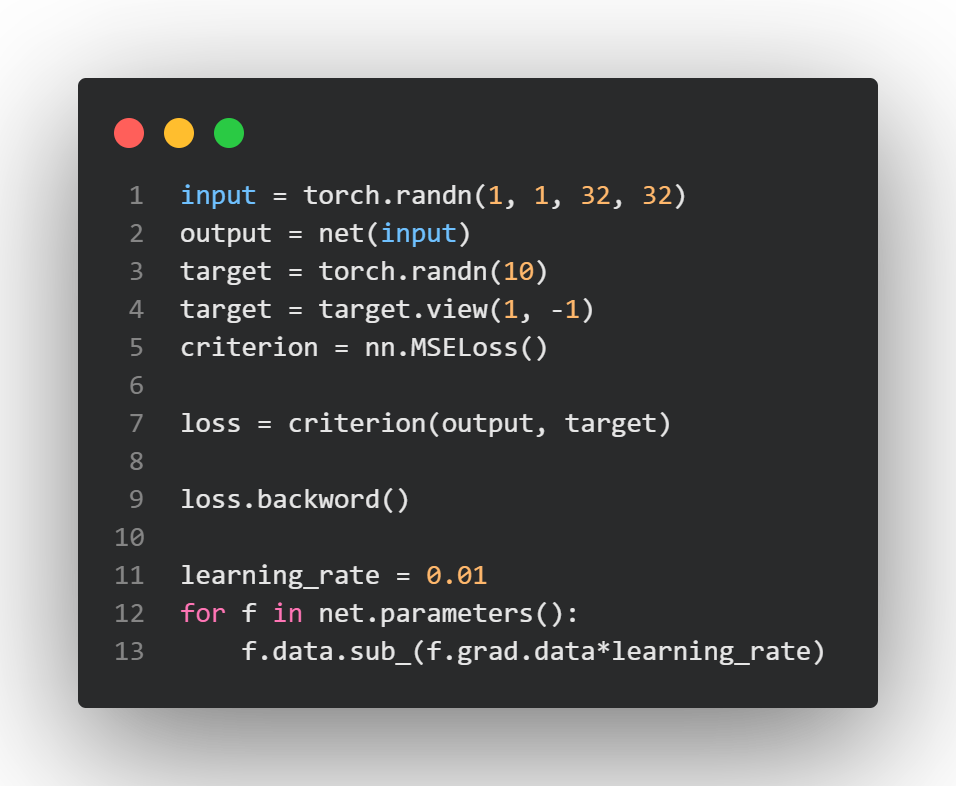 1 input = torch.randn(1, 1, 32, 32)
2 output = net(input)
3 target = torch.randn(10)
4 target = target.view(1, -1)
5 criterion = nn.MSELoss()
6
7 loss = criterion(output, target)
8
9 loss.backword()
10
11 learning_rate = 0.01
12 for f in net.parameters():
13     f.data.sub_(f.grad.data*learning_rate)